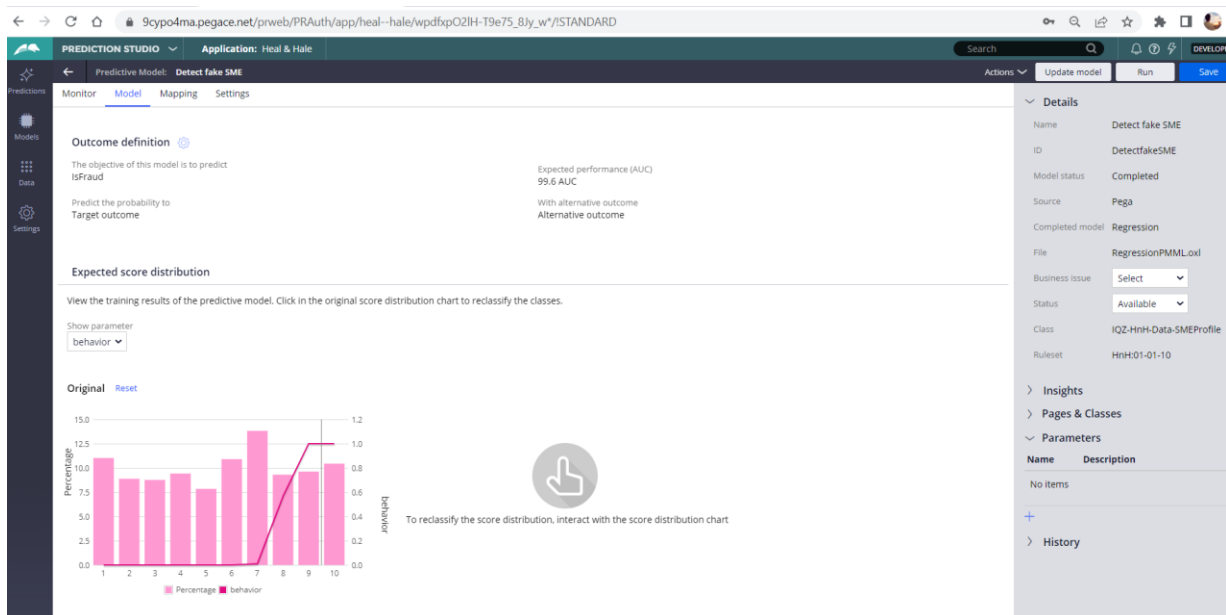 9cypo4ma.pegace.net/prweb/PRAuth/app/heal--hale/wpdfxpO2lH-T9e75_8Jy_w*/!STANDARD
PREDICTION STUDIO Application: Heal & Hale Search DEVELOP
Predictive Model: Detect fake SME Actions Update model Run Save
Predictions
Models
Data
Settings
Monitor Model Mapping Settings
Outcome definition
The objective of this model is to predict
IsFraud
Expected performance (AUC)
99.6 AUC
Predict the probability to
Target outcome
With alternative outcome
Alternative outcome
Expected score distribution
View the training results of the predictive model. Click in the original score distribution chart to reclassify the classes.
Show parameter
behavior
Original Reset
Percentage
15.0
12.5
10.0
7.5
5.0
2.5
0.0
1 2 3 4 5 6 7 8 9 10
1.2
1.0
0.8
0.6
0.4
0.2
0.0
behavior
Percentage behavior
To reclassify the score distribution, interact with the score distribution chart
Details
Name Detect fake SME
ID DetectfakeSME
Model status Completed
Source Pega
Completed model Regression
File RegressionPMML.oxl
Business issue Select
Status Available
Class IQZ-HnH-Data-SMEProfile
Ruleset HnH:01-01-10
Insights
Pages & Classes
Parameters
Name Description
No items
History